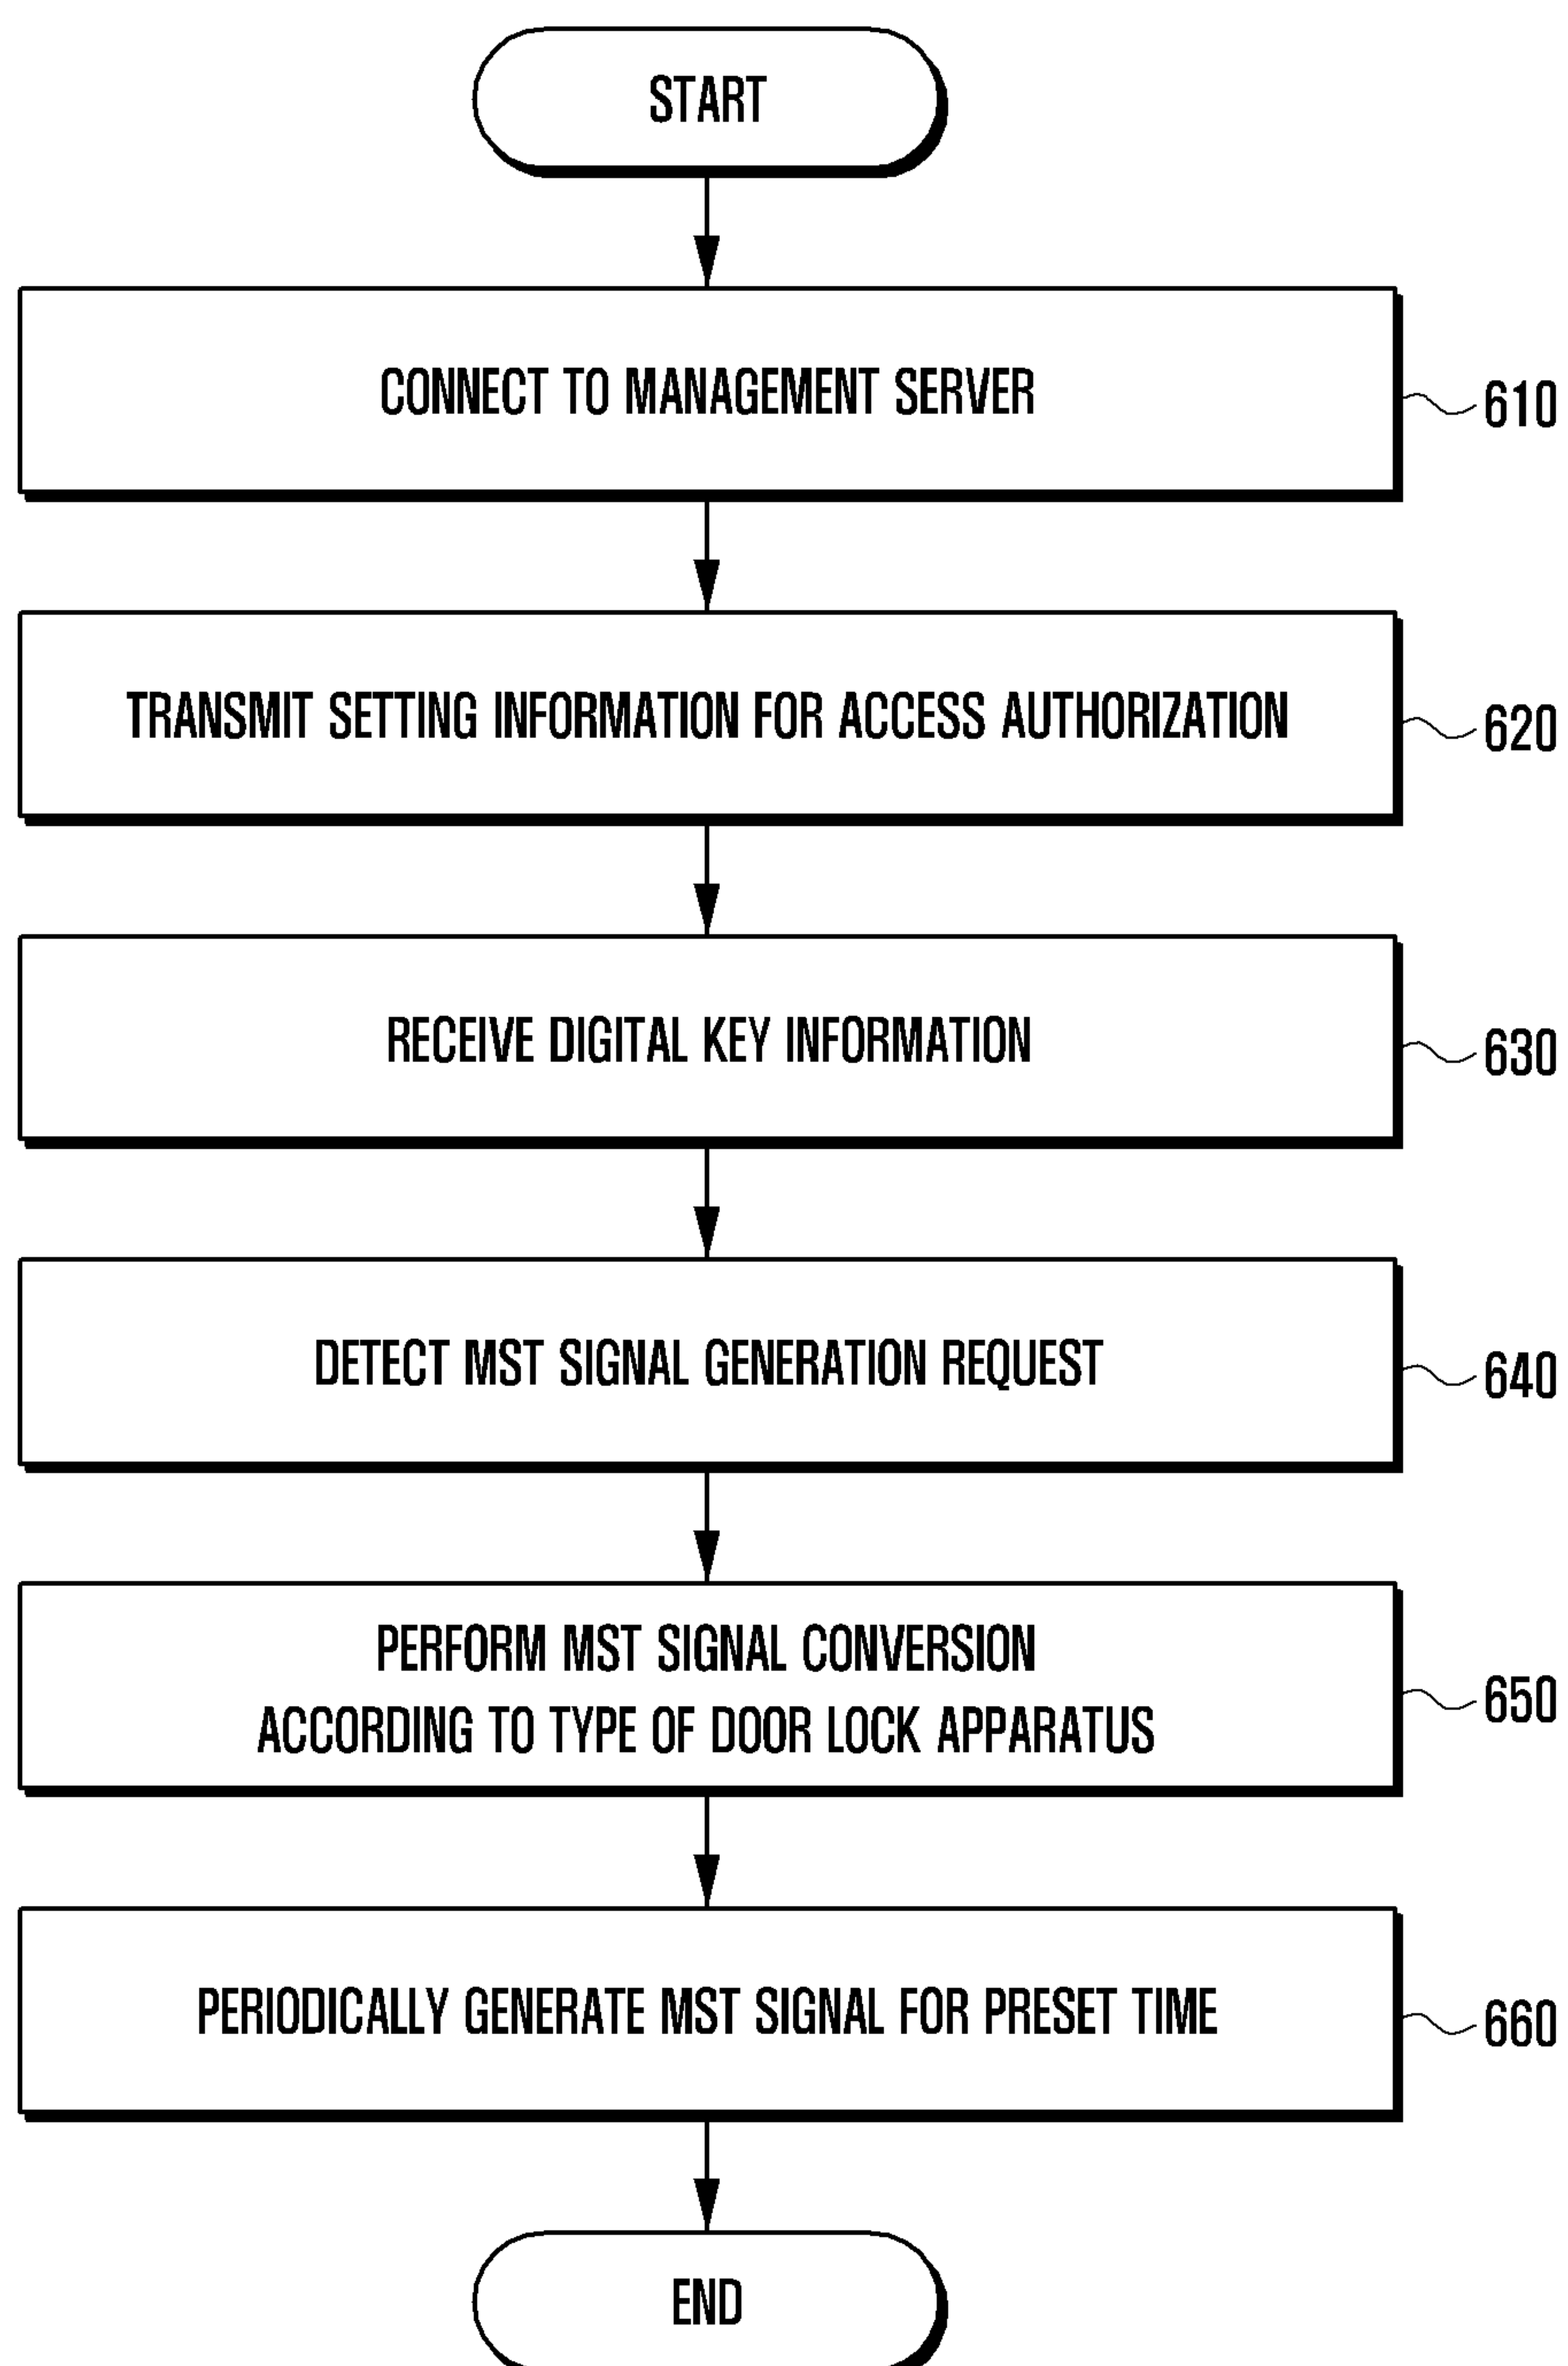 START
CONNECT TO MANAGEMENT SERVER
610
TRANSMIT SETTING INFORMATION FOR ACCESS AUTHORIZATION
620
RECEIVE DIGITAL KEY INFORMATION
630
DETECT MST SIGNAL GENERATION REQUEST
640
PERFORM MST SIGNAL CONVERSION
ACCORDING TO TYPE OF DOOR LOCK APPARATUS
650
PERIODICALLY GENERATE MST SIGNAL FOR PRESET TIME
660
END